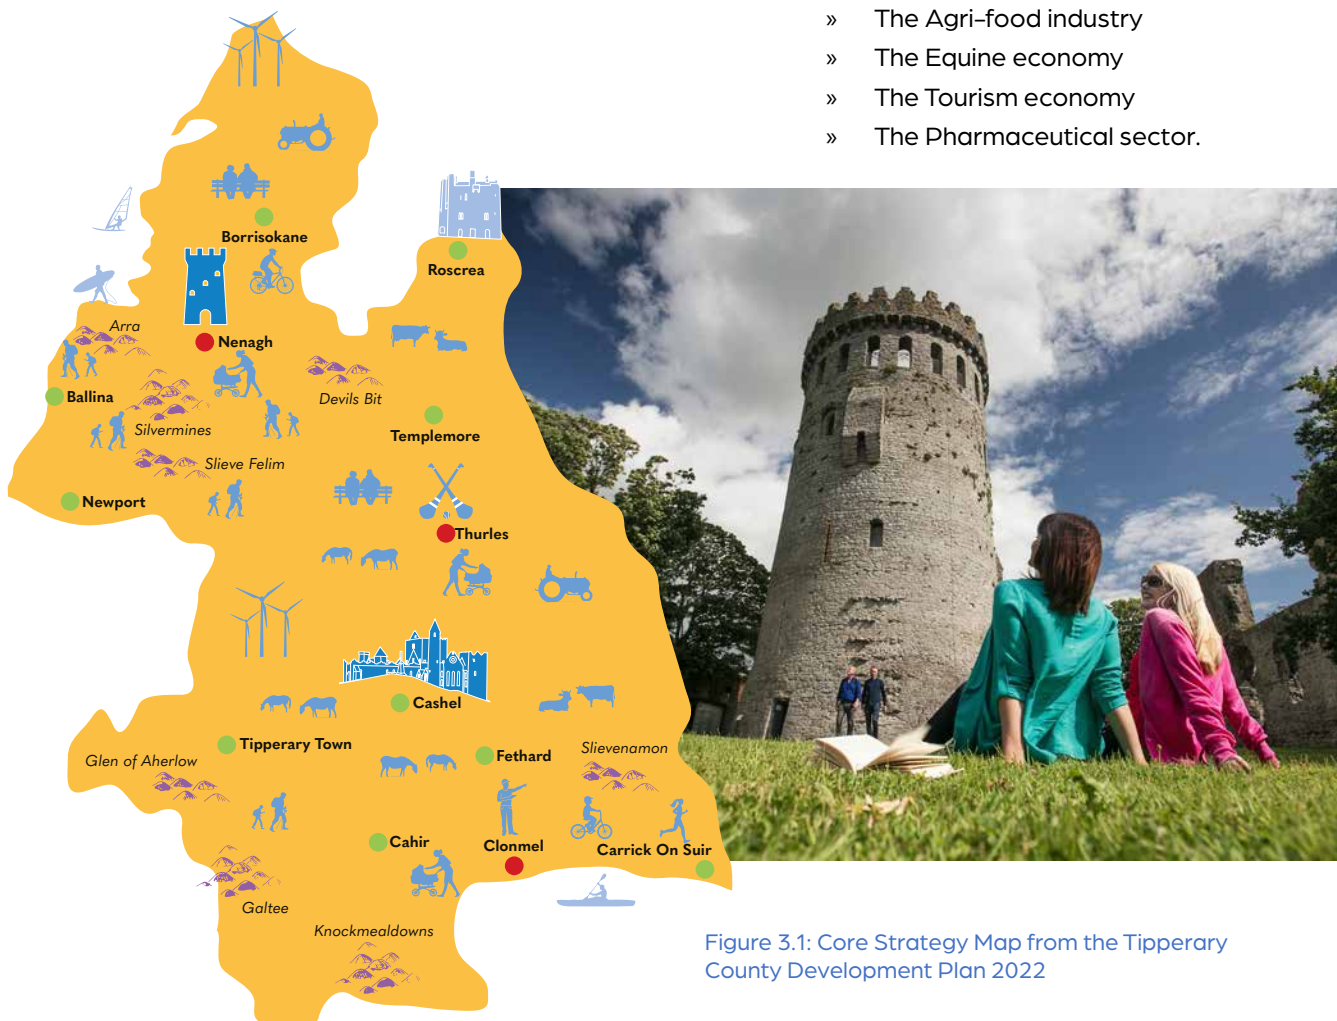 » The Agri-food industry
» The Equine economy
» The Tourism economy
» The Pharmaceutical sector.
Borrisokane
Roscrea
Arra
Nenagh
Ballina
Devils Bit
Silvermines
Templemore
Slieve Felim
Newport
Thurles
Cashel
Tipperary Town
Fethard
Slievenamon
Glen of Aherlow
Cahir
Clonmel
Carrick On Suir
Galtee
Knockmealdowns
Figure 3.1: Core Strategy Map from the Tipperary
County Development Plan 2022